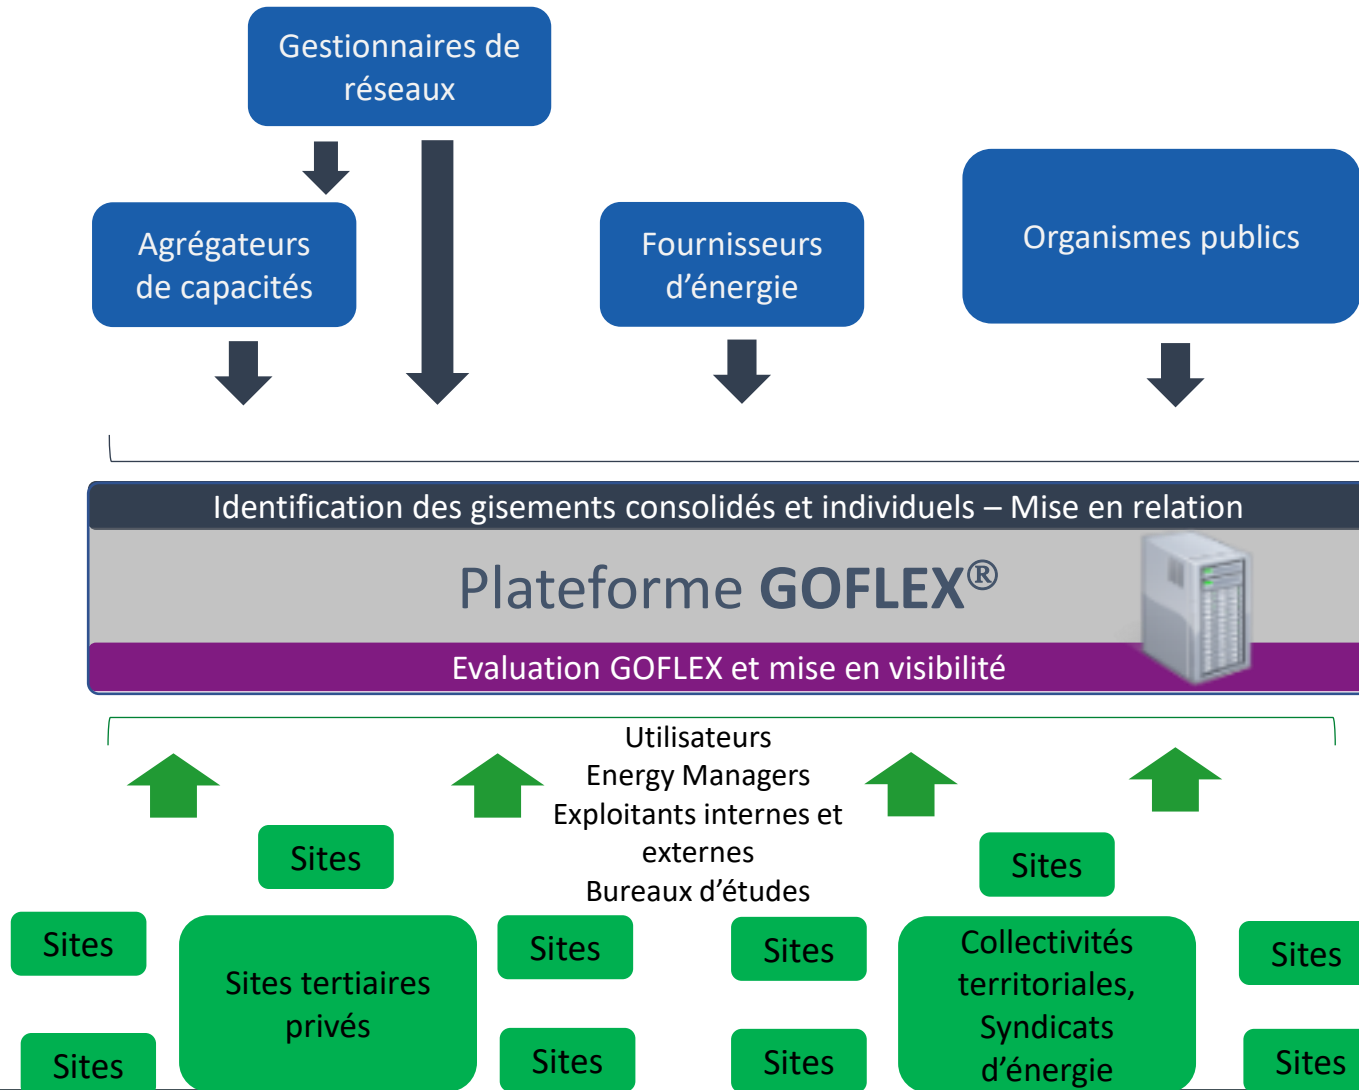 Gestionnaires de
réseaux
Agrégateurs
de capacités
Fournisseurs
d’énergie
Organismes publics
Identification des gisements consolidés et individuels – Mise en relation
Plateforme GOFLEX®
Evaluation GOFLEX et mise en visibilité
Utilisateurs
Energy Managers
Exploitants internes et
externes
Bureaux d’études
Sites
Sites
Sites
Sites tertiaires
privés
Sites
Sites
Collectivités
territoriales,
Syndicats
d’énergie
Sites
Sites
Sites
Sites
Sites